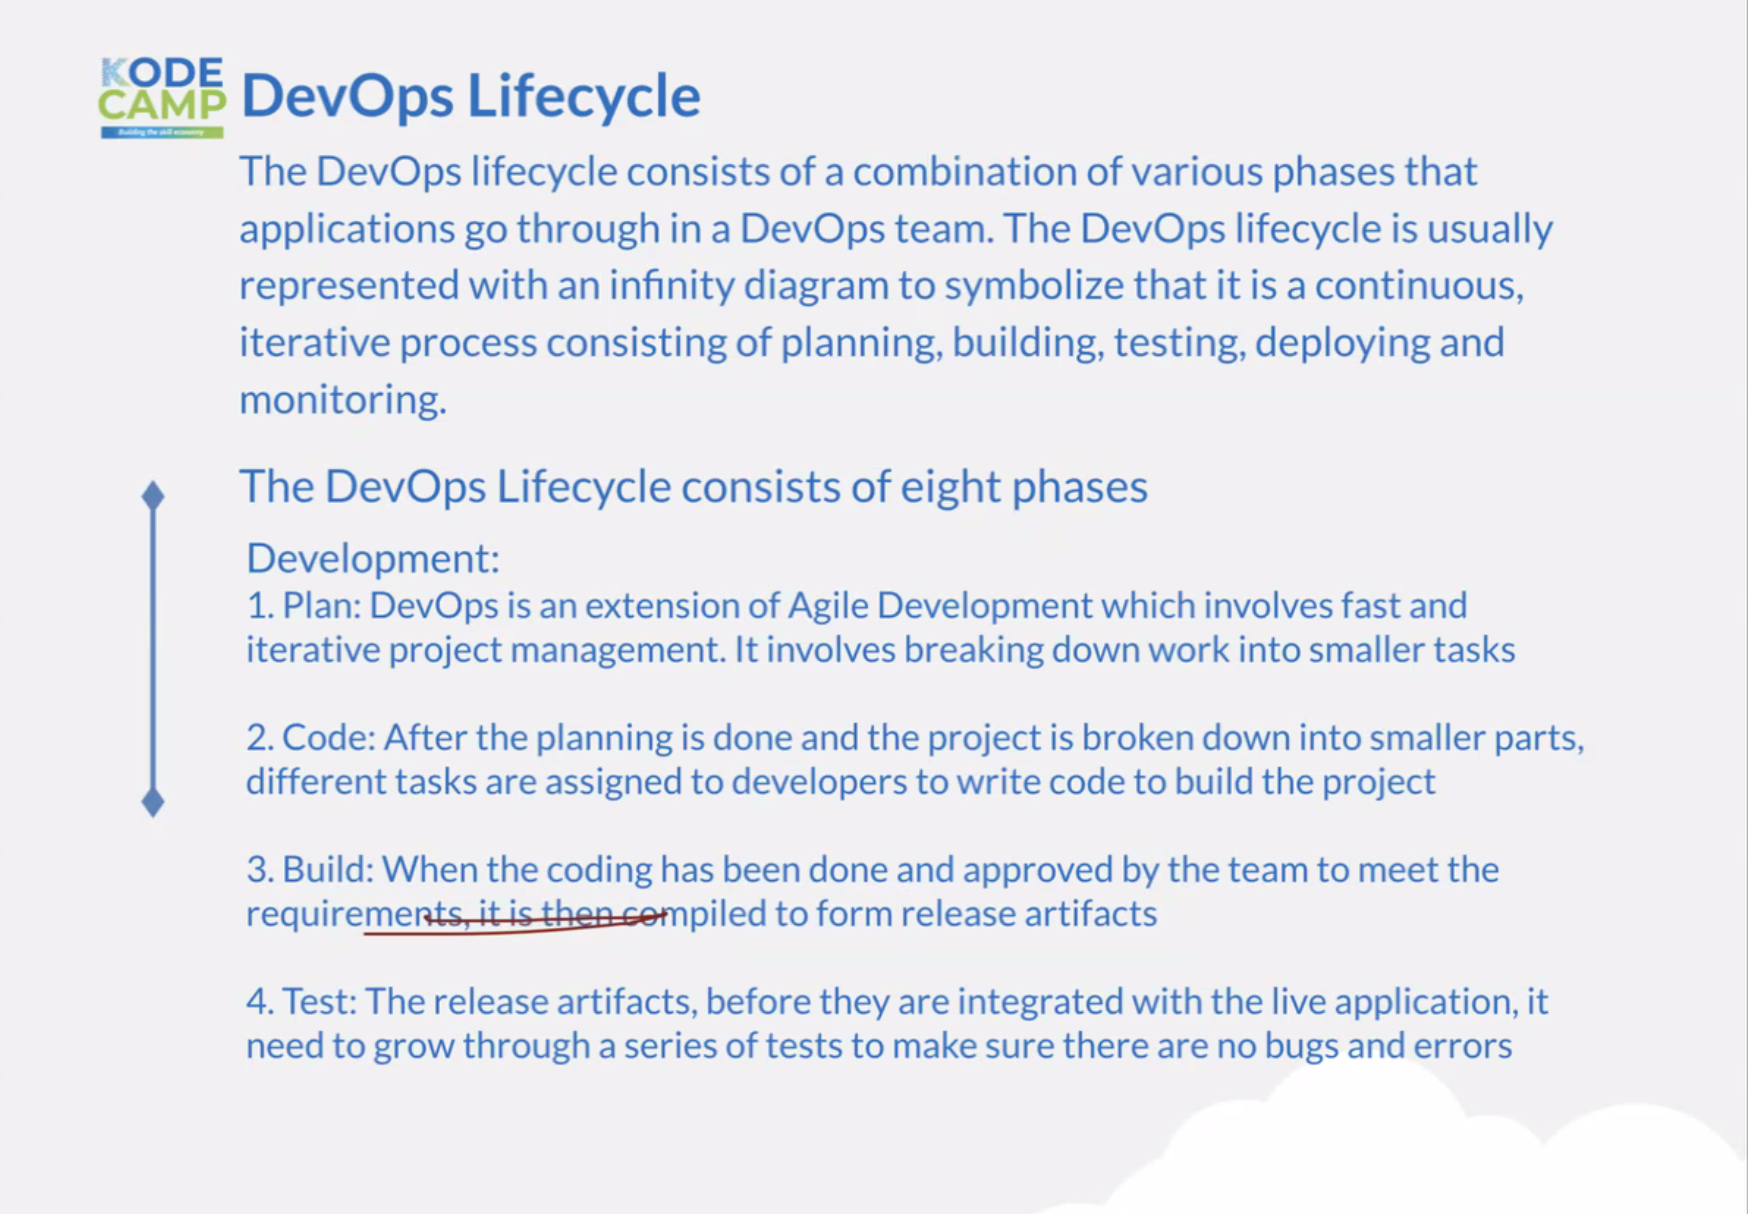 KODE
CAMP
Building the skill economy
DevOps Lifecycle
The DevOps lifecycle consists of a combination of various phases that
applications go through in a DevOps team. The DevOps lifecycle is usually
represented with an infinity diagram to symbolize that it is a continuous,
iterative process consisting of planning, building, testing, deploying and
monitoring.
The DevOps Lifecycle consists of eight phases
Development:
1. Plan: DevOps is an extension of Agile Development which involves fast and
iterative project management. It involves breaking down work into smaller tasks
2. Code: After the planning is done and the project is broken down into smaller parts,
different tasks are assigned to developers to write code to build the project
3. Build: When the coding has been done and approved by the team to meet the
requirements, it is then compiled to form release artifacts
4. Test: The release artifacts, before they are integrated with the live application, it
need to grow through a series of tests to make sure there are no bugs and errors